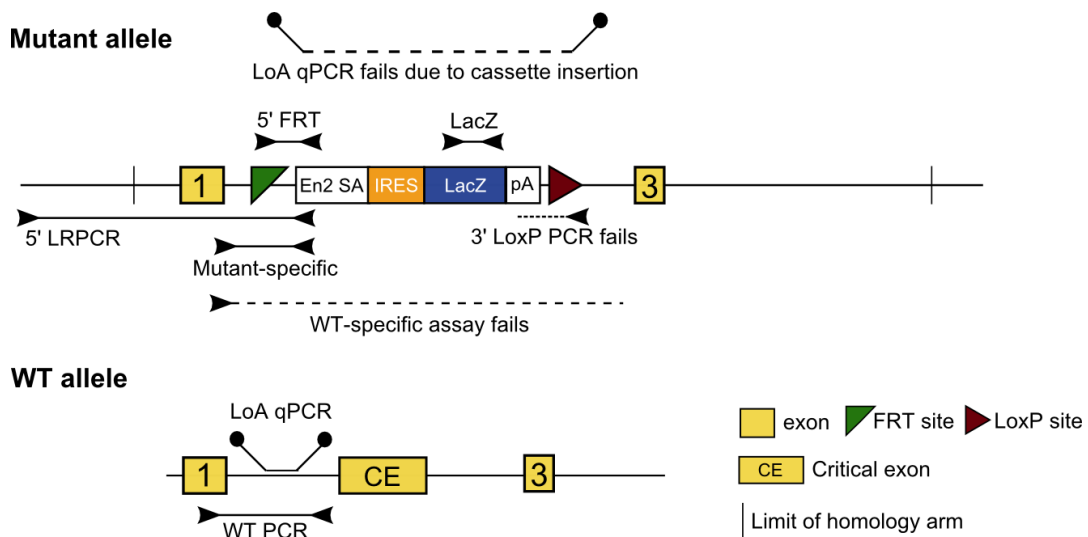 Mutant allele
LoA qPCR fails due to cassette insertion
5' FRT
LacZ
1
En2 SA
IRES
LacZ
pA
3
5' LRPCR
3' LoxP PCR fails
Mutant-specific
WT-specific assay fails
WT allele
LoA qPCR
1
CE
3
WT PCR
exon
FRT site
LoxP site
CE
Critical exon
Limit of homology arm